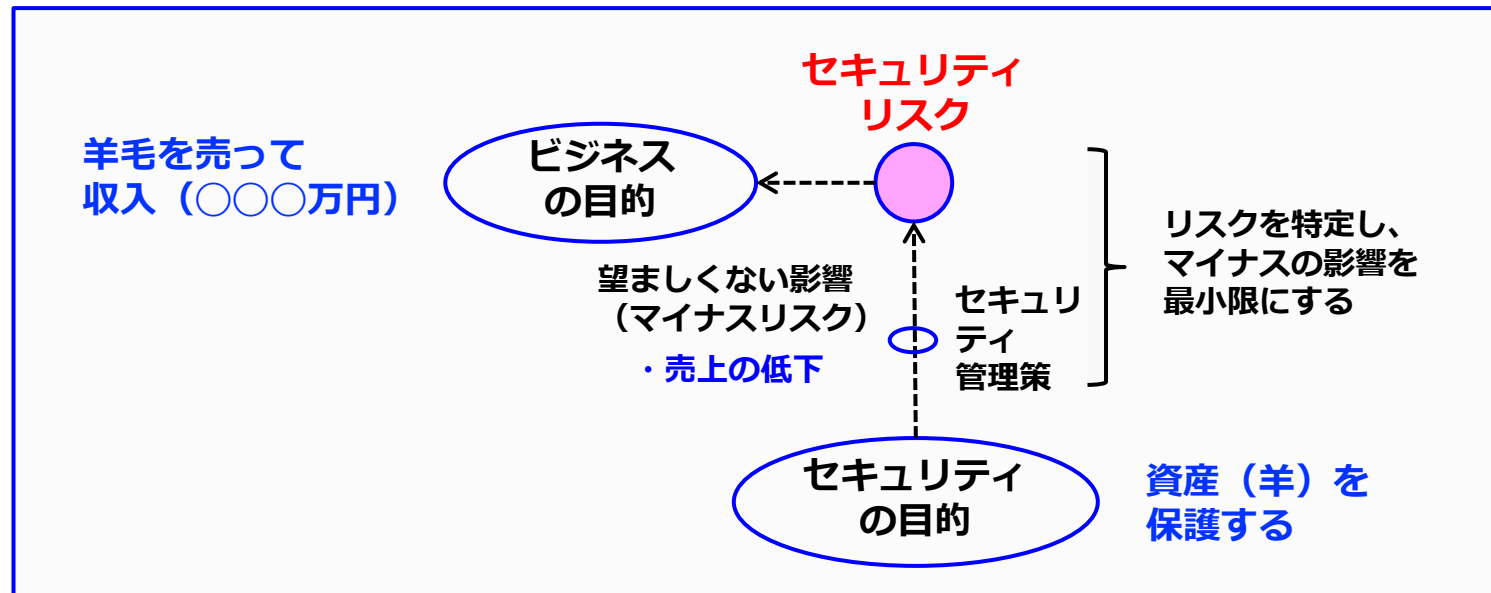 セキュリティ
リスク
羊毛を売って
収入（○○○万円）
ビジネス
の目的
望ましくない影響
（マイナスリスク）
・売上の低下
セキュリ
ティ
管理策
リスクを特定し、
マイナスの影響を
最小限にする
セキュリティ
の目的
資産（羊）を
保護する